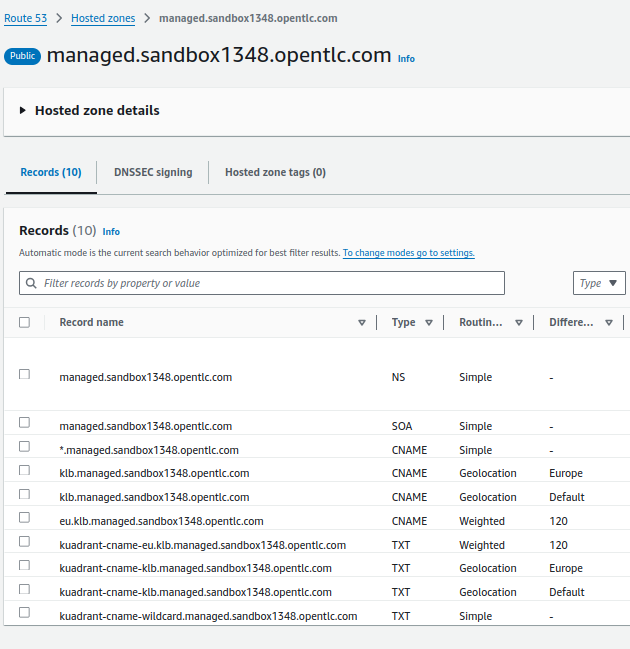 Route 53 > Hosted zones > managed.sandbox1348.opentlc.com
Public managed.sandbox1348.opentlc.com Info
Hosted zone details
Records (10) DNSSEC signing Hosted zone tags (0)
Records (10) Info
Automatic mode is the current search behavior optimized for best filter results. To change modes go to settings.
Filter records by property or value Type
Record name Type Routin... Differe...
managed.sandbox1348.opentlc.com NS Simple -
managed.sandbox1348.opentlc.com SOA Simple -
*.managed.sandbox1348.opentlc.com CNAME Simple -
klb.managed.sandbox1348.opentlc.com CNAME Geolocation Europe
klb.managed.sandbox1348.opentlc.com CNAME Geolocation Default
eu.klb.managed.sandbox1348.opentlc.com CNAME Weighted 120
kuadrant-cname-eu.klb.managed.sandbox1348.opentlc.com TXT Weighted 120
kuadrant-cname-klb.managed.sandbox1348.opentlc.com TXT Geolocation Europe
kuadrant-cname-klb.managed.sandbox1348.opentlc.com TXT Geolocation Default
kuadrant-cname-wildcard.managed.sandbox1348.opentlc.com TXT Simple -